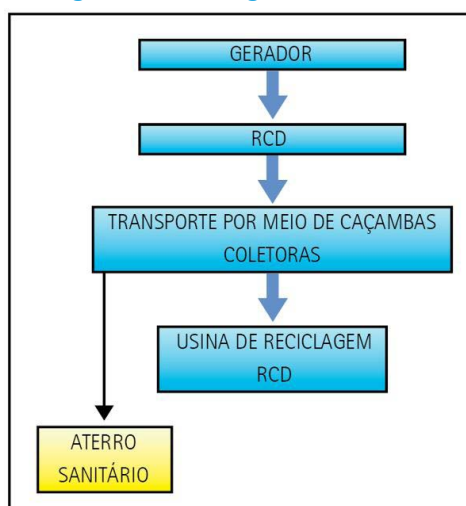 GERADOR
RCD
TRANSPORTE POR MEIO DE CAÇAMBAS
COLETORAS
USINA DE RECICLAGEM
RCD
ATERRO
SANITÁRIO